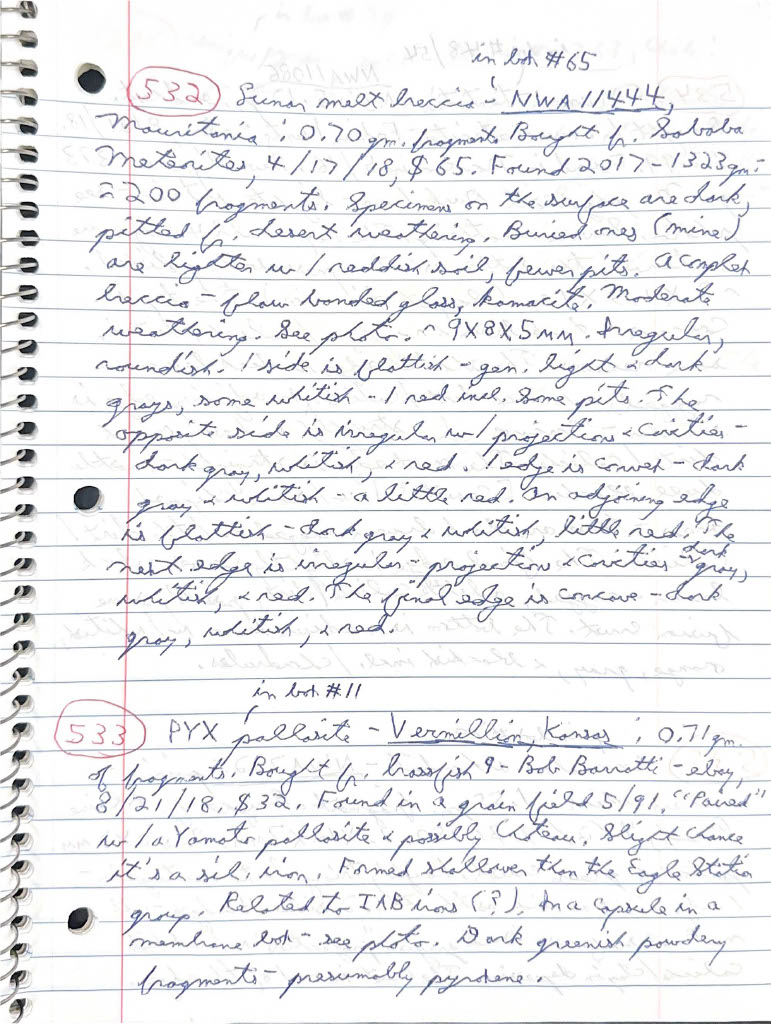 in bot. #65
532 Lunar melt breccia - NWA 11444,
Mauritania; 0.70 gm. fragments Bought fr. Sababa
Meteorites, 4/17/18, $65. Found 2017 - 1323 gm -
≈ 200 fragments. Specimens on the surface are dark,
pitted fr. desert weathering. Buried ones (mine)
are lighter w/ reddish soil, fewer pits. A complex
breccia - flow banded glass, kamacite. Moderate
weathering. See photo. ~ 9X8X5MM. Irregular,
roundish. 1 side is flattish - gen. light & dark
grays, some whitish - 1 red incl. Some pits. The
opposite side is irregular w/ projections & cavities -
dark gray, whitish, & red. 1 edge is convex - dark
gray & whitish - a little red. An adjoining edge
is flattish - dark gray & whitish, little red. The
next edge is irregular - projections & cavities - dark gray,
whitish, & red. The final edge is concave - dark
gray, whitish, & red.
in bot. #11
533 PYX pallasite - Vermillion, Kansas; 0.71 gm.
of fragments. Bought fr. brassfish 9 - Bob Barratti - ebay,
8/21/18, $32. Found in a grain field 5/91. "Paired"
w/ a Yamato pallasite & possibly Choteau. Slight chance
it's a sil. iron. Formed shallower than the Eagle Station
group. Related to IAB irons (?). In a capsule in a
membrane box - see photo. Dark greenish powdery
fragments - presumably pyroxene.